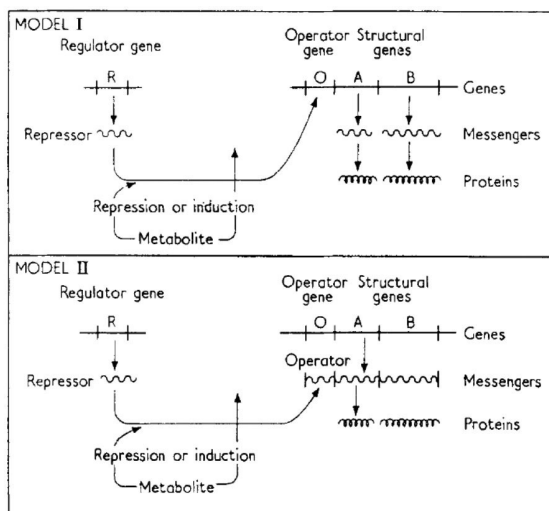 MODEL I
Regulator gene
Operator Structural
gene genes
R
O A B
Genes
Repressor
Messengers
Proteins
Repression or induction
Metabolite
MODEL II
Regulator gene
Operator Structural
gene genes
R
O A B
Genes
Operator
Repressor
Messengers
Proteins
Repression or induction
Metabolite